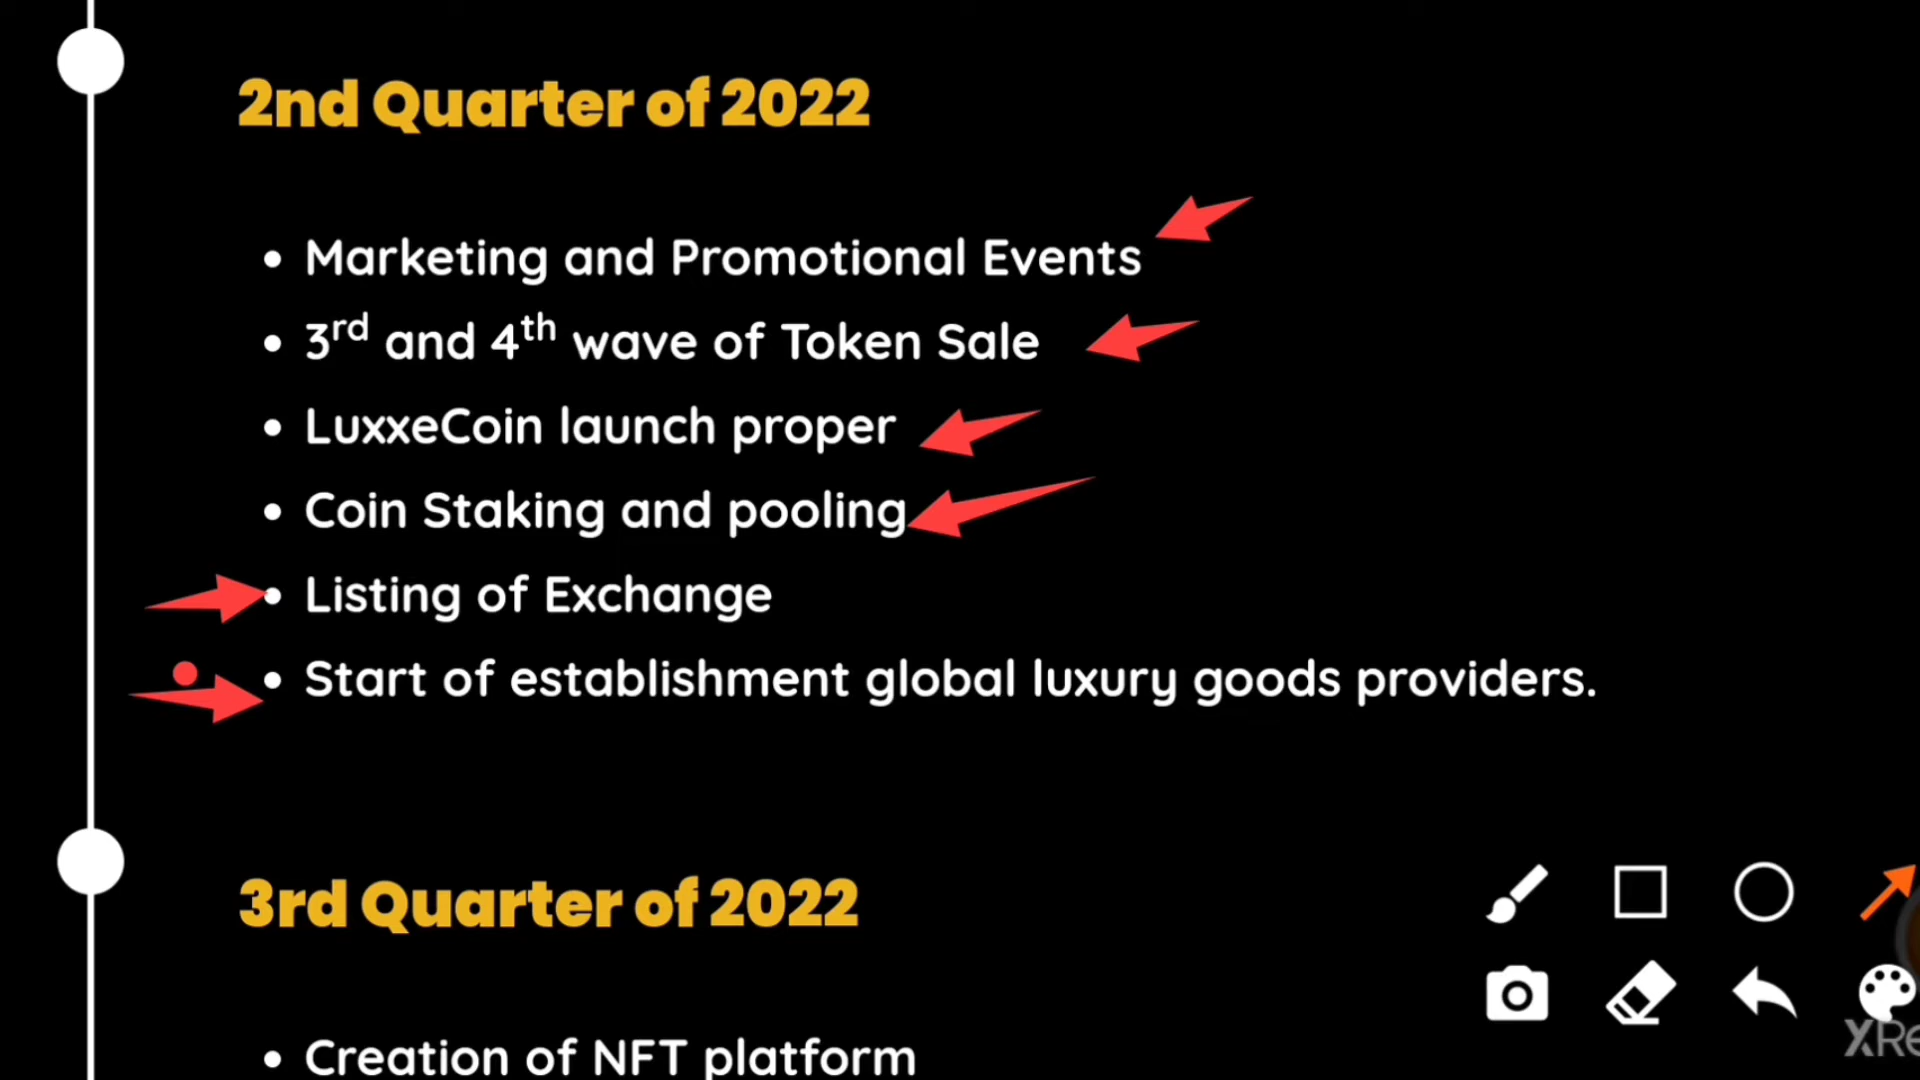 2nd Quarter of 2022
Marketing and Promotional Events
3rd and 4th wave of Token Sale
LuxxeCoin launch proper
Coin Staking and pooling
Listing of Exchange
Start of establishment global luxury goods providers.
3rd Quarter of 2022
Creation of NFT platform